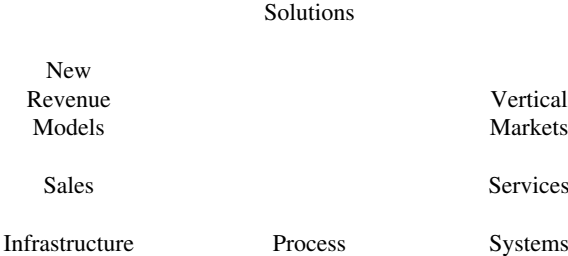 Solutions
New
Revenue Vertical
Models Markets
Sales Services
Infrastructure Process Systems